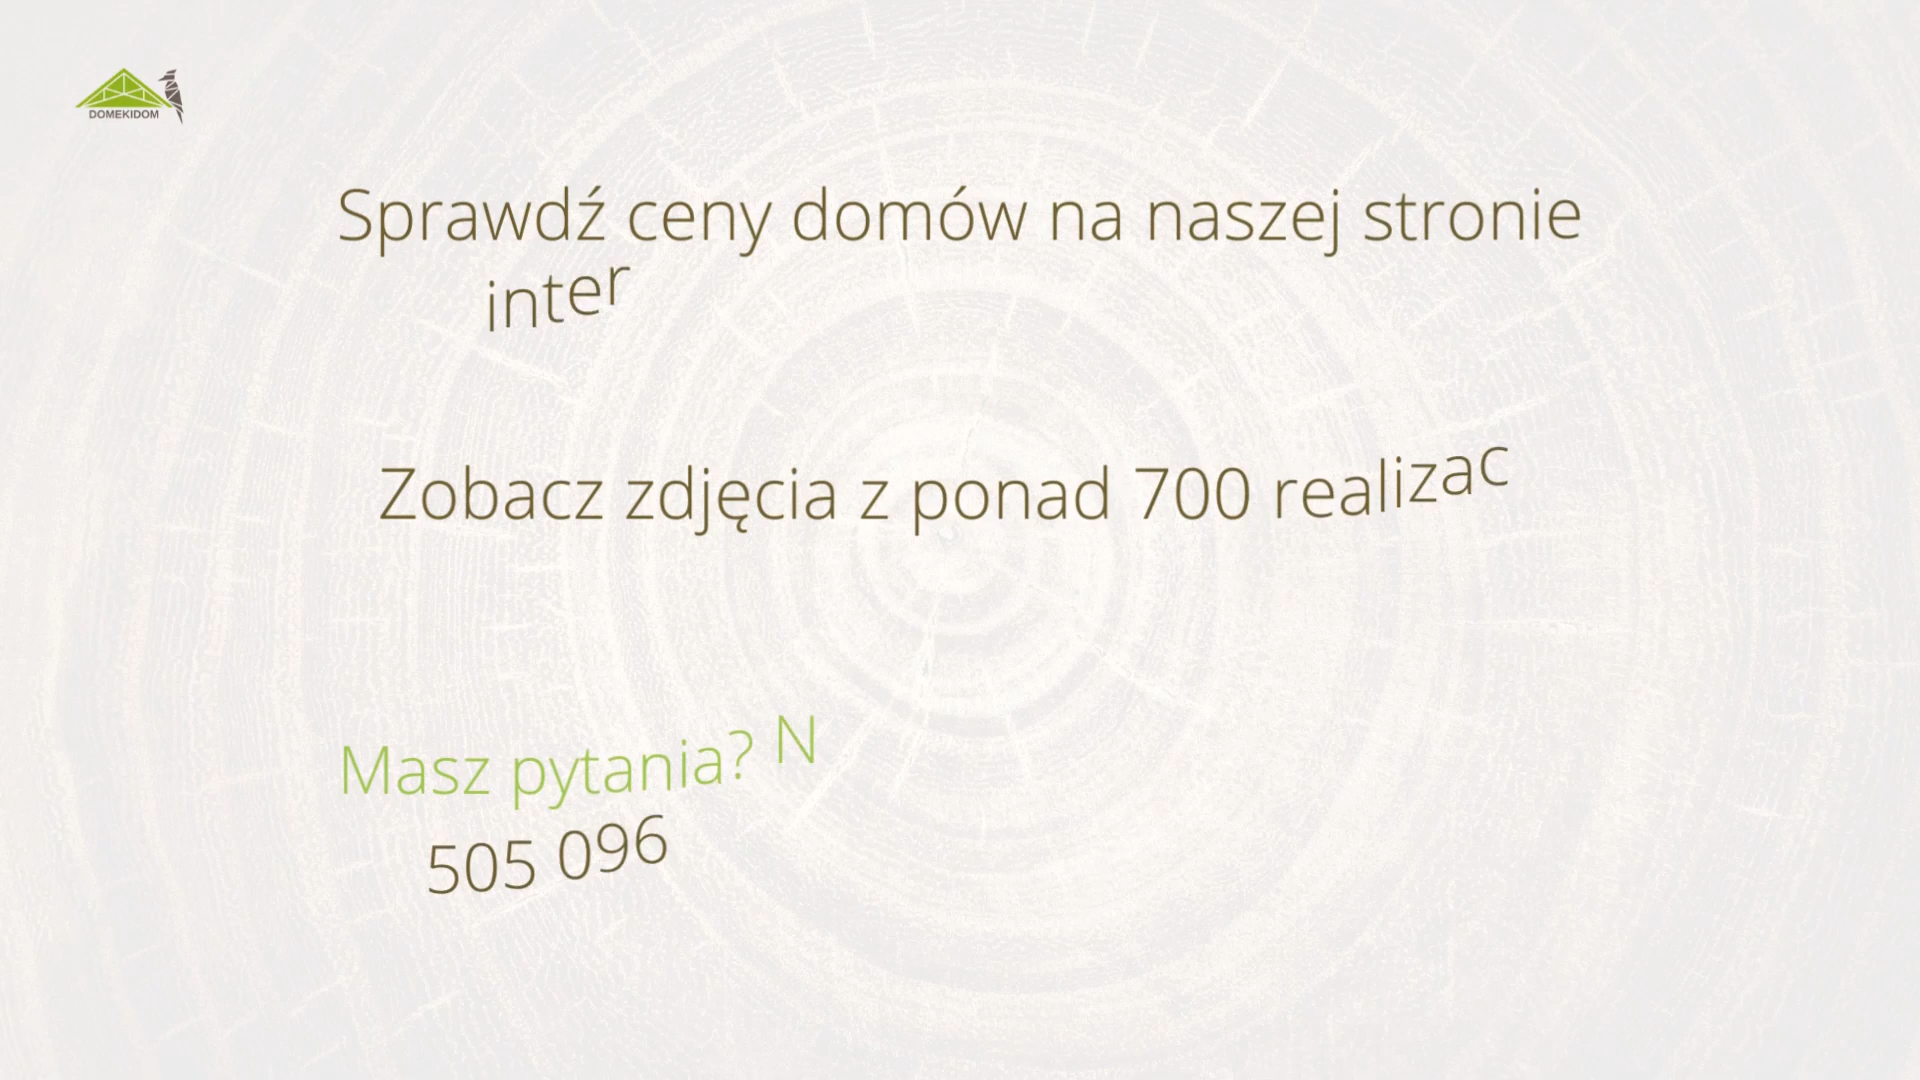 DOMEKIDOM
Sprawdź ceny domów na naszej stronie
inter
Zobacz zdjęcia z ponad 700 realizac
Masz pytania? N
505 096